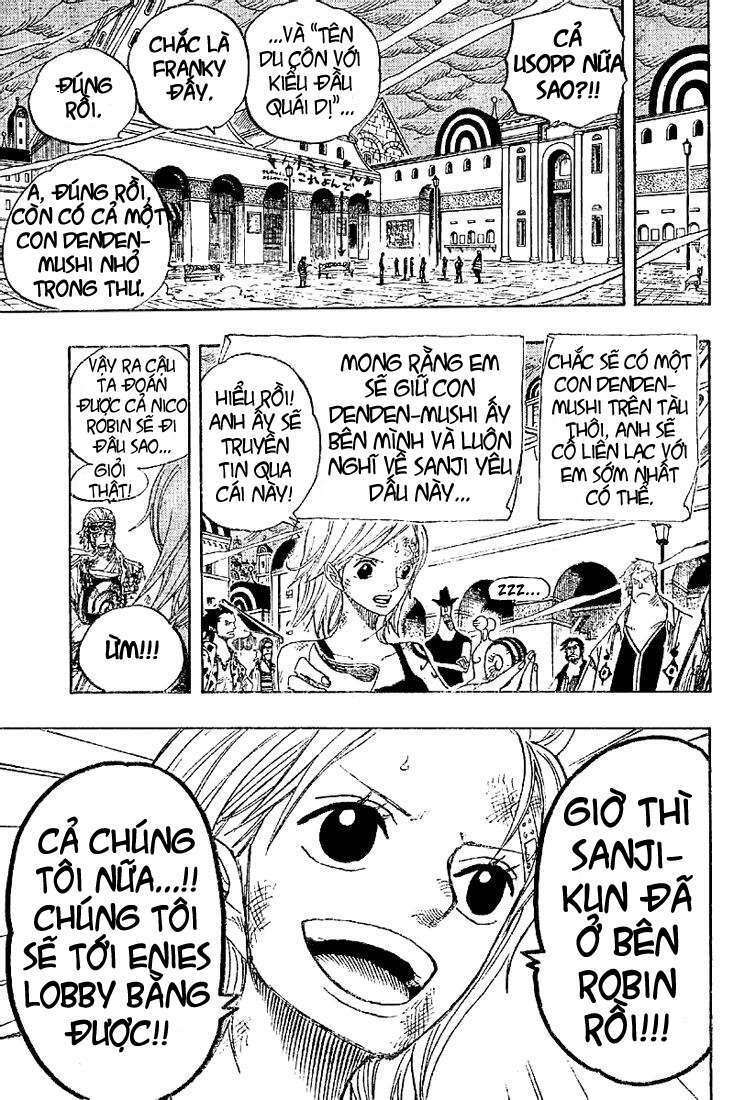 CẢ
USOPP NỮA
SAO?!!
...VÀ "TÊN
DU CÔN VỚI
KIỂU ĐẦU
QUÁI DỊ"...
CHẮC LÀ
FRANKY
ĐẤY.
ĐÚNG
RỒI.
A, ĐÚNG RỒI,
CÒN CÓ CẢ MỘT
CON DENDEN-
MUSHI NHỎ
TRONG THƯ.
CHẮC SẼ CÓ MỘT
CON DENDEN-
MUSHI TRÊN TÀU
THÔI, ANH SẼ
CỐ LIÊN LẠC VỚI
EM SỚM NHẤT
CÓ THỂ.
MONG RẰNG EM
SẼ GIỮ CON
DENDEN-MUSHI ẤY
BÊN MÌNH VÀ LUÔN
NGHĨ VỀ SANJI YÊU
DẤU NÀY...
HIỂU RỒI!
ANH ẤY SẼ
TRUYỀN
TIN QUA
CÁI NÀY!
ZZZ...
VẬY RA CẬU
TA ĐOÁN
ĐƯỢC CẢ NICO
ROBIN SẼ ĐI
ĐÂU SAO...
GIỎI
THẬT!
ỪM!!!
GIỜ THÌ
SANJI-
KUN ĐÃ
Ở BÊN
ROBIN
RỒI!!!
CẢ CHÚNG
TÔI NỮA...!!
CHÚNG TÔI
SẼ TỚI ENIES
LOBBY BẰNG
ĐƯỢC!!